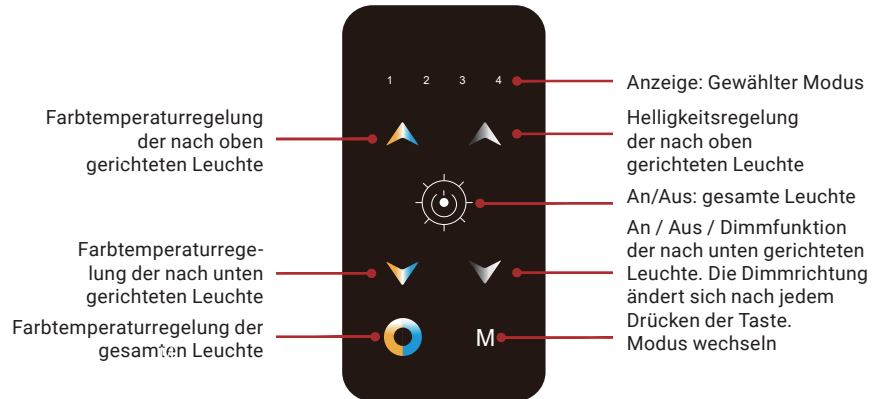 1 2 3 4
Anzeige: Gewählter Modus
Farbtemperaturregelung
der nach oben
gerichteten Leuchte
Helligkeitsregelung
der nach oben
gerichteten Leuchte
An/Aus: gesamte Leuchte
Farbtemperaturrege-
lung der nach unten
gerichteten Leuchte
An / Aus / Dimmfunktion
der nach unten gerichteten
Leuchte. Die Dimmrichtung
ändert sich nach jedem
Drücken der Taste.
Farbtemperaturregelung der
gesamten Leuchte
M
Modus wechseln